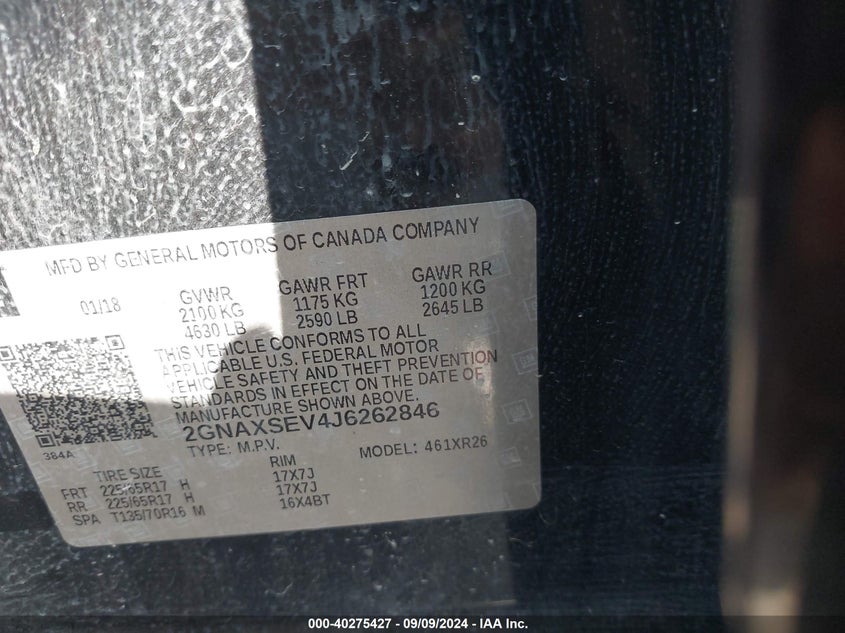 MFD BY GENERAL MOTORS OF CANADA COMPANY
01/18 GVWR GAWR FRT GAWR RR
2100 KG 1175 KG 1200 KG
4630 LB 2590 LB 2645 LB
THIS VEHICLE CONFORMS TO ALL
APPLICABLE U.S. FEDERAL MOTOR
VEHICLE SAFETY AND THEFT PREVENTION
STANDARDS IN EFFECT ON THE DATE OF
MANUFACTURE SHOWN ABOVE.
2GNAXSEV4J6262846
384A TYPE: M.P.V. MODEL: 461XR26
TIRE SIZE RIM
FRT 225/65R17 H 17X7J
RR 225/65R17 H 17X7J
SPA T135/70R16 M 16X4BT
000-40275427 - 09/09/2024 - IAA Inc.